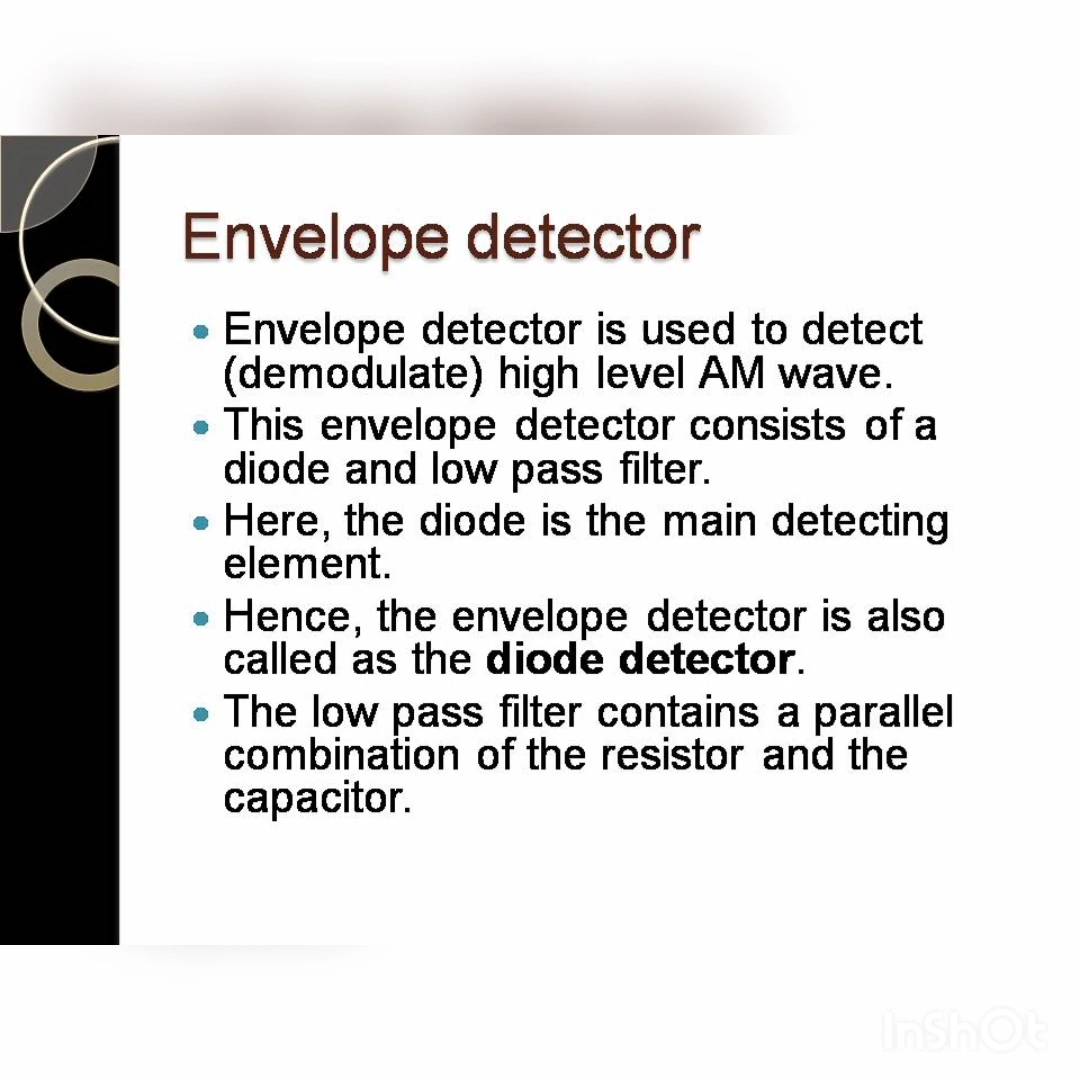 Envelope detector
• Envelope detector is used to detect
(demodulate) high level AM wave.
• This envelope detector consists of a
diode and low pass filter.
• Here, the diode is the main detecting
element.
• Hence, the envelope detector is also
called as the diode detector.
• The low pass filter contains a parallel
combination of the resistor and the
capacitor.
InShOt